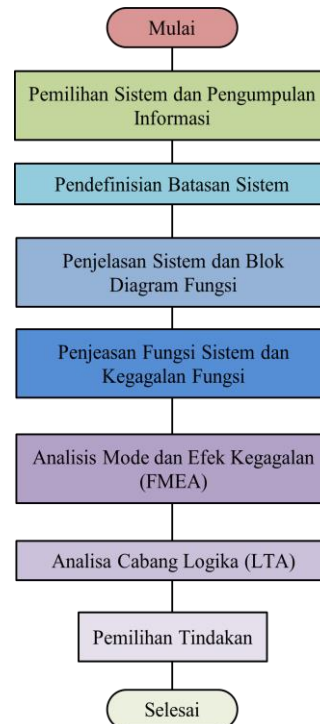 Mulai
Pemilihan Sistem dan Pengumpulan
Informasi
Pendefinisian Batasan Sistem
Penjelasan Sistem dan Blok
Diagram Fungsi
Penjeasan Fungsi Sistem dan
Kegagalan Fungsi
Analisis Mode dan Efek Kegagalan
(FMEA)
Analisa Cabang Logika (LTA)
Pemilihan Tindakan
Selesai